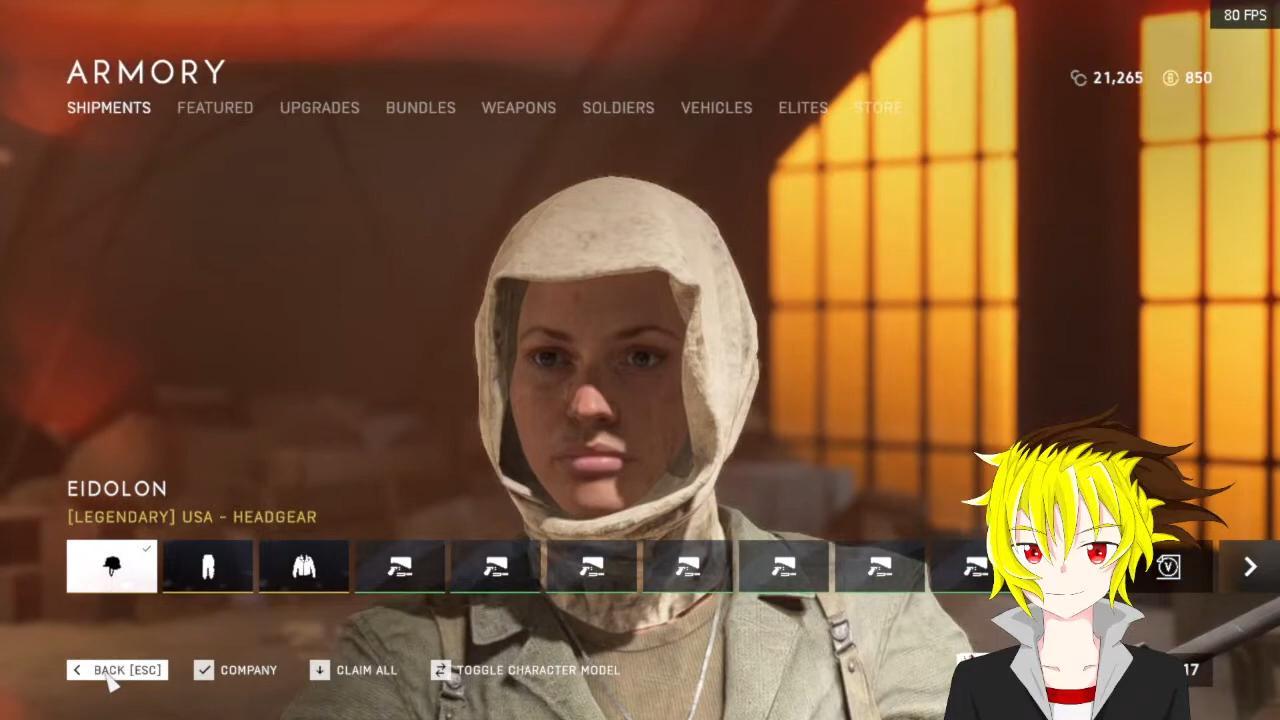 80 FPS
ARMORY
21,265 850
SHIPMENTS FEATURED UPGRADES BUNDLES WEAPONS SOLDIERS VEHICLES ELITES STORE
EIDOLON
[LEGENDARY] USA - HEADGEAR
BACK [ESC] COMPANY CLAIM ALL TOGGLE CHARACTER MODEL 17